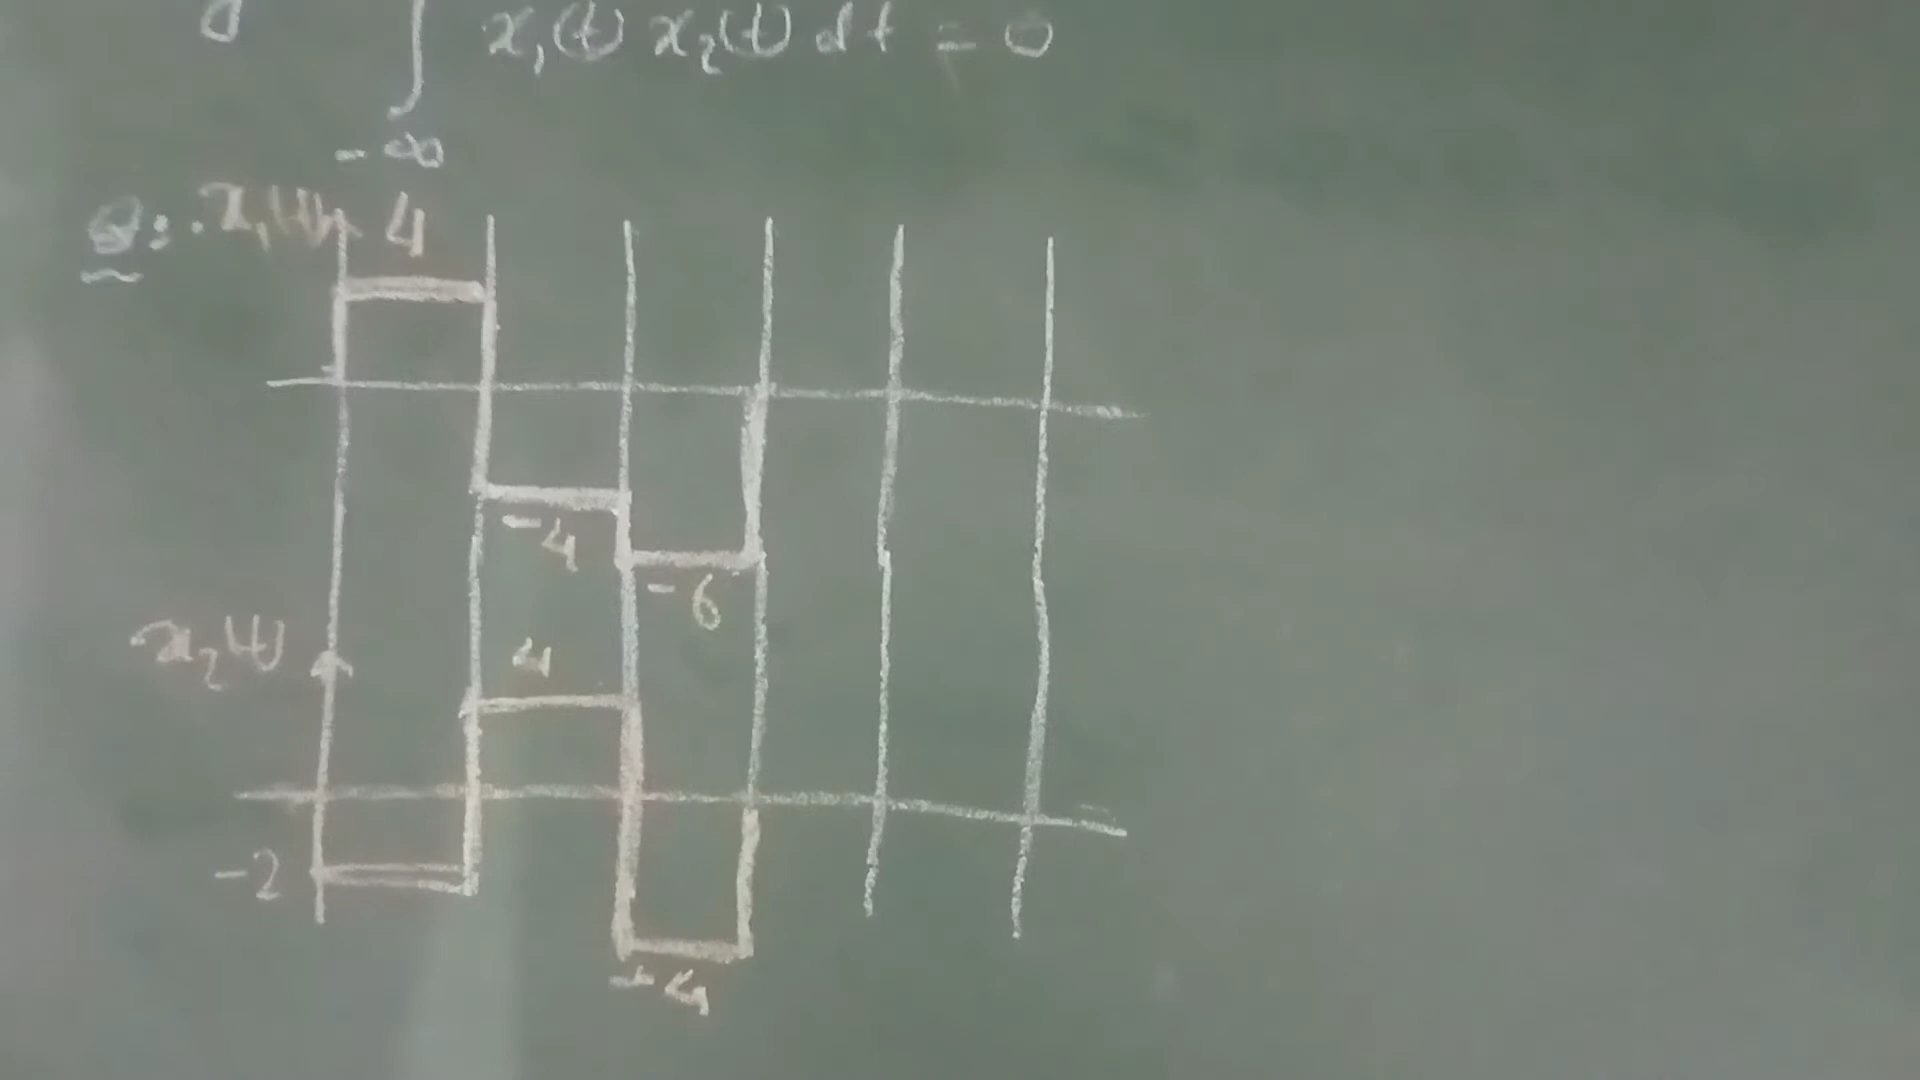 ∫ x₁(t) x₂(t) dt = 0
-∞
Q: x₁(t) 4
-4
-6
x₂(t) 4
-2
-4